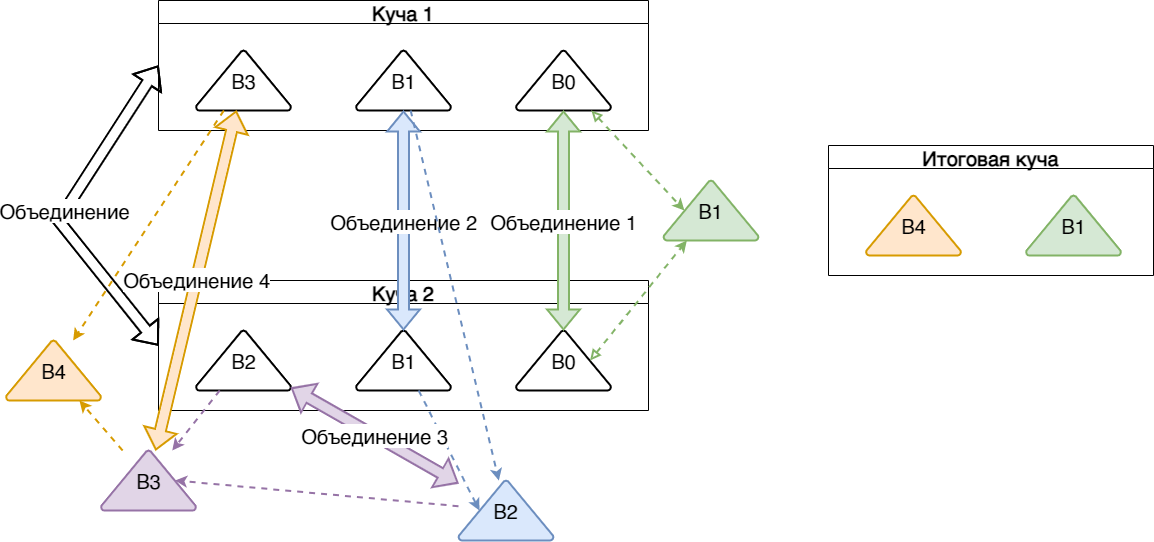 Куча 1
B3
B1
B0
Объединение
Объединение 2
Объединение 1
B1
Объединение 4
Куча 2
B2
B1
B0
B4
Объединение 3
B3
B2
Итоговая куча
B4
B1